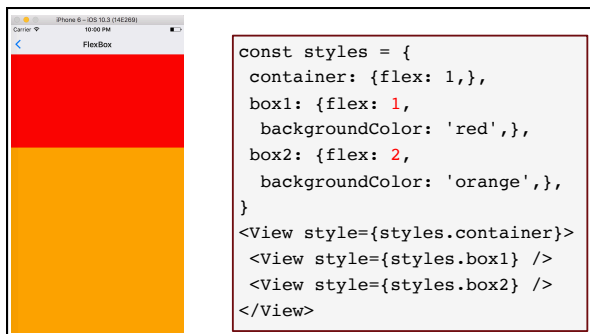 iPhone 6 – iOS 10.3 (14E269)
Carrier 10:00 PM
FlexBox
const styles = {
 container: {flex: 1,},
 box1: {flex: 1,
  backgroundColor: 'red',},
 box2: {flex: 2,
  backgroundColor: 'orange',},
}
<View style={styles.container}>
 <View style={styles.box1} />
 <View style={styles.box2} />
</View>